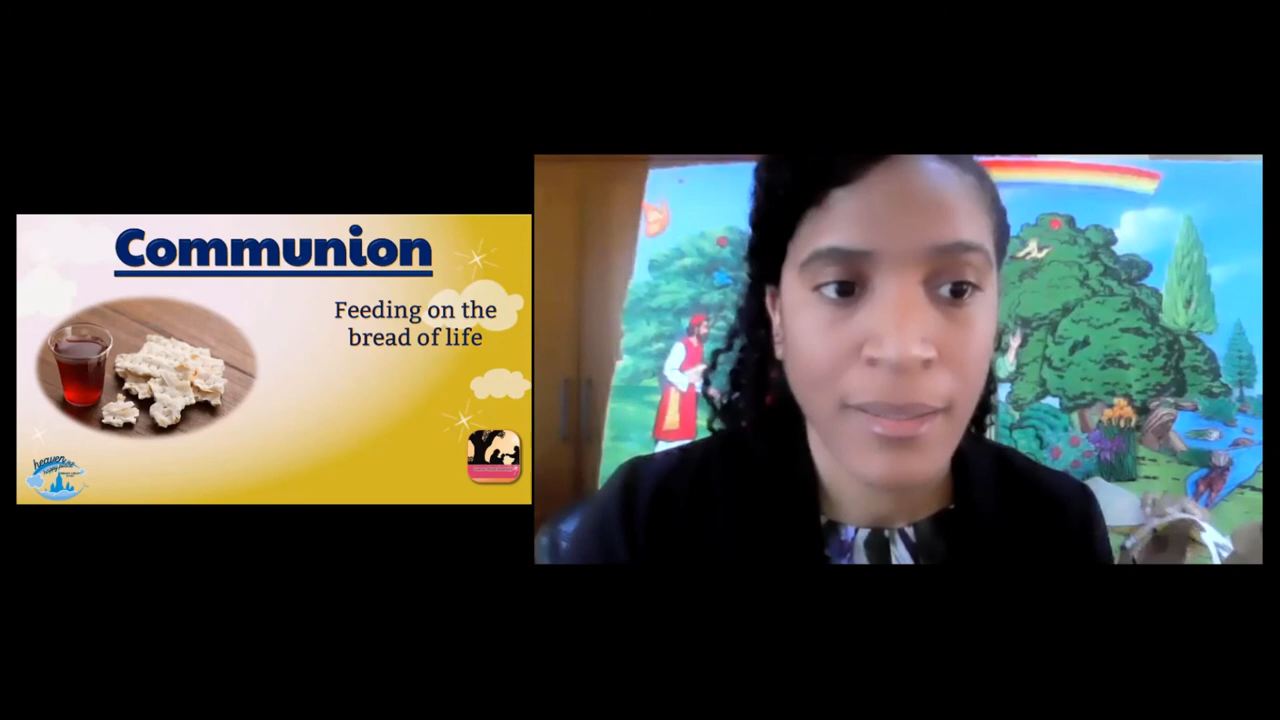 Communion
Feeding on the
bread of life
heaven